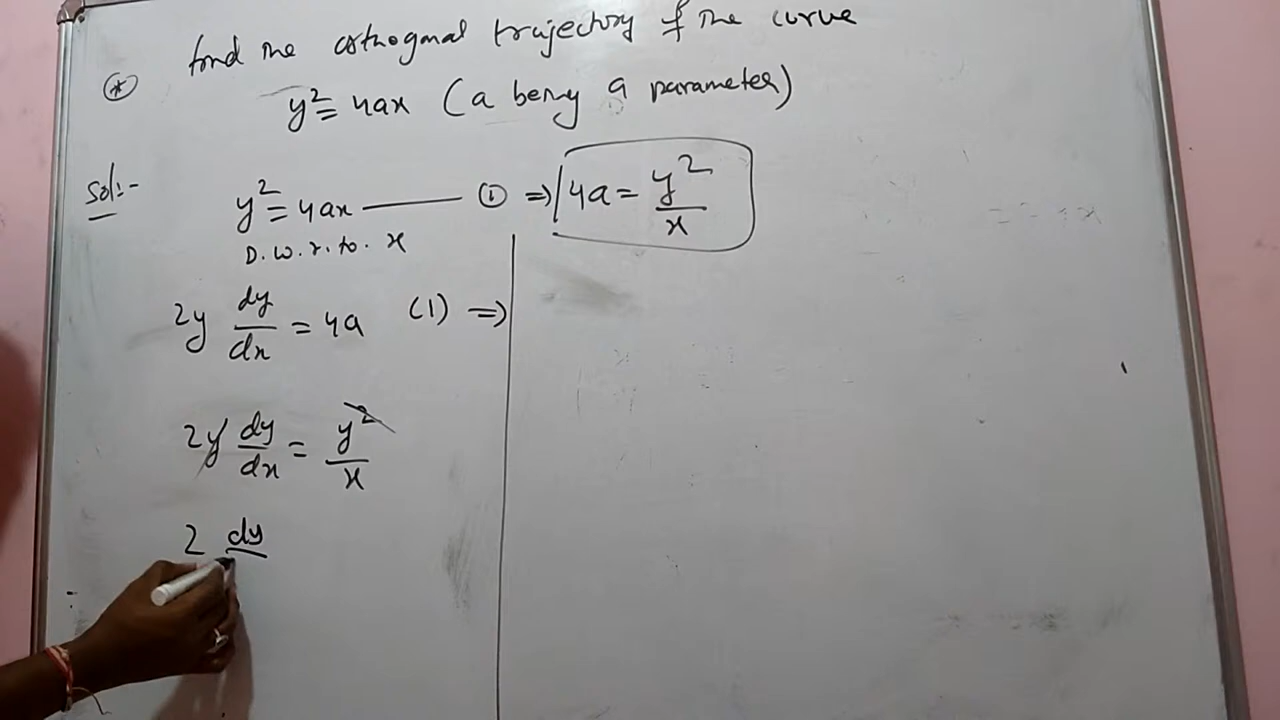 (*) find the orthogonal trajectory of the curve
y² = 4ax (a being a parameter)
Sol:-
y² = 4ax ——— ① ⇒ 4a = y²/x
D. w. r. to. x
2y dy/dx = 4a (1) ⇒
2y dy/dx = y²/x
2 dy